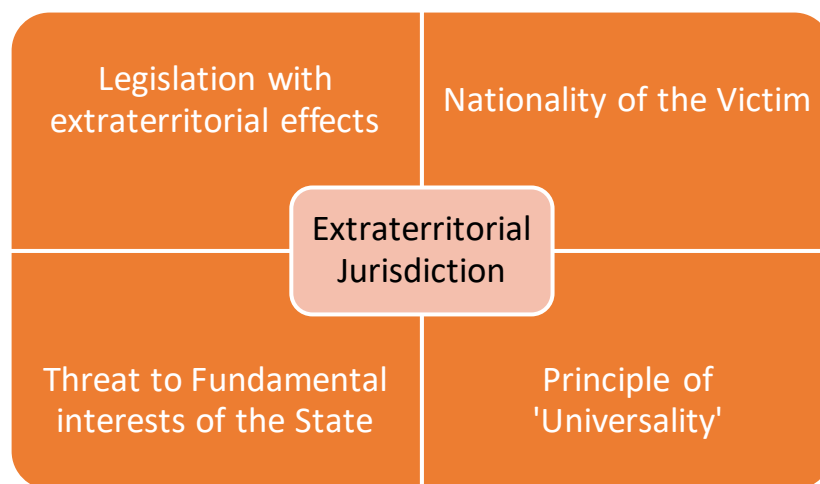 Legislation with
extraterritorial effects
Nationality of the Victim
Extraterritorial
Jurisdiction
Threat to Fundamental
interests of the State
Principle of
'Universality'